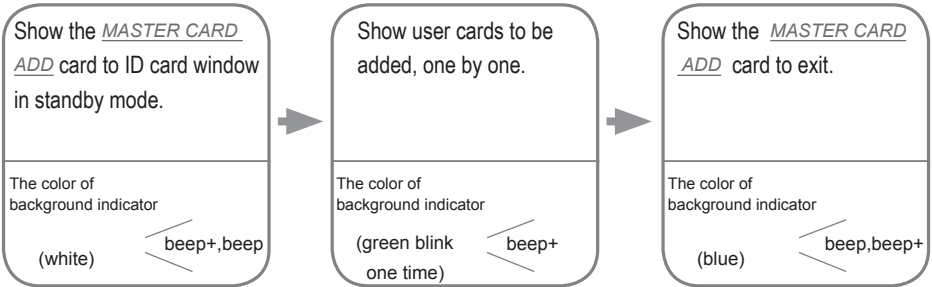 Show the MASTER CARD
ADD card to ID card window
in standby mode.
The color of
background indicator
(white)
beep+,beep
Show user cards to be
added, one by one.
The color of
background indicator
(green blink
one time)
beep+
Show the MASTER CARD
ADD card to exit.
The color of
background indicator
(blue)
beep,beep+